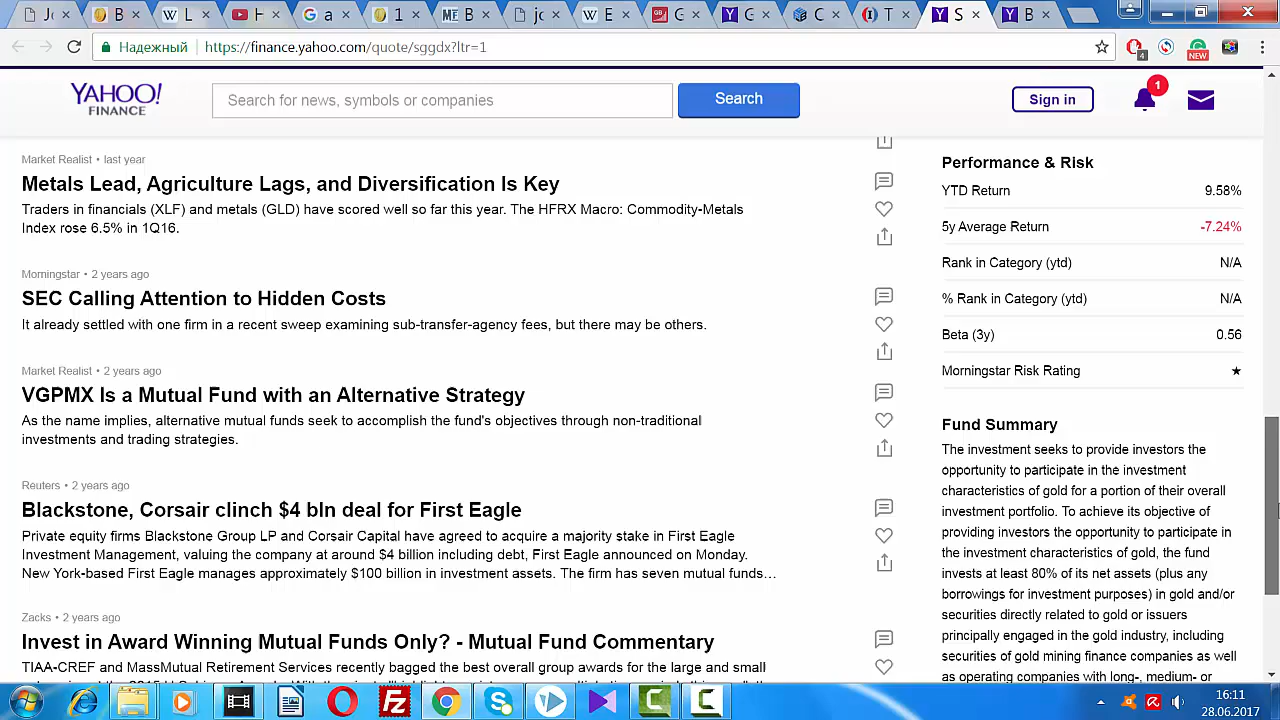 Jc
B
L
H
a
1
B
jc
E
G
G
C
T
S
B
Надежный
https://finance.yahoo.com/quote/sggdx?ltr=1
4
NEW
YAHOO!
FINANCE
Search for news, symbols or companies
Search
Sign in
1
Market Realist • last year
Metals Lead, Agriculture Lags, and Diversification Is Key
Traders in financials (XLF) and metals (GLD) have scored well so far this year. The HFRX Macro: Commodity-Metals
Index rose 6.5% in 1Q16.
Morningstar • 2 years ago
SEC Calling Attention to Hidden Costs
It already settled with one firm in a recent sweep examining sub-transfer-agency fees, but there may be others.
Market Realist • 2 years ago
VGPMX Is a Mutual Fund with an Alternative Strategy
As the name implies, alternative mutual funds seek to accomplish the fund's objectives through non-traditional
investments and trading strategies.
Reuters • 2 years ago
Blackstone, Corsair clinch $4 bln deal for First Eagle
Private equity firms Blackstone Group LP and Corsair Capital have agreed to acquire a majority stake in First Eagle
Investment Management, valuing the company at around $4 billion including debt, First Eagle announced on Monday.
New York-based First Eagle manages approximately $100 billion in investment assets. The firm has seven mutual funds…
Zacks • 2 years ago
Invest in Award Winning Mutual Funds Only? - Mutual Fund Commentary
TIAA-CREF and MassMutual Retirement Services recently bagged the best overall group awards for the large and small
Performance & Risk
YTD Return 9.58%
5y Average Return -7.24%
Rank in Category (ytd) N/A
% Rank in Category (ytd) N/A
Beta (3y) 0.56
Morningstar Risk Rating ★
Fund Summary
The investment seeks to provide investors the
opportunity to participate in the investment
characteristics of gold for a portion of their overall
investment portfolio. To achieve its objective of
providing investors the opportunity to participate in
the investment characteristics of gold, the fund
invests at least 80% of its net assets (plus any
borrowings for investment purposes) in gold and/or
securities directly related to gold or issuers
principally engaged in the gold industry, including
securities of gold mining finance companies as well
as operating companies with long-, medium- or
16:11
28.06.2017